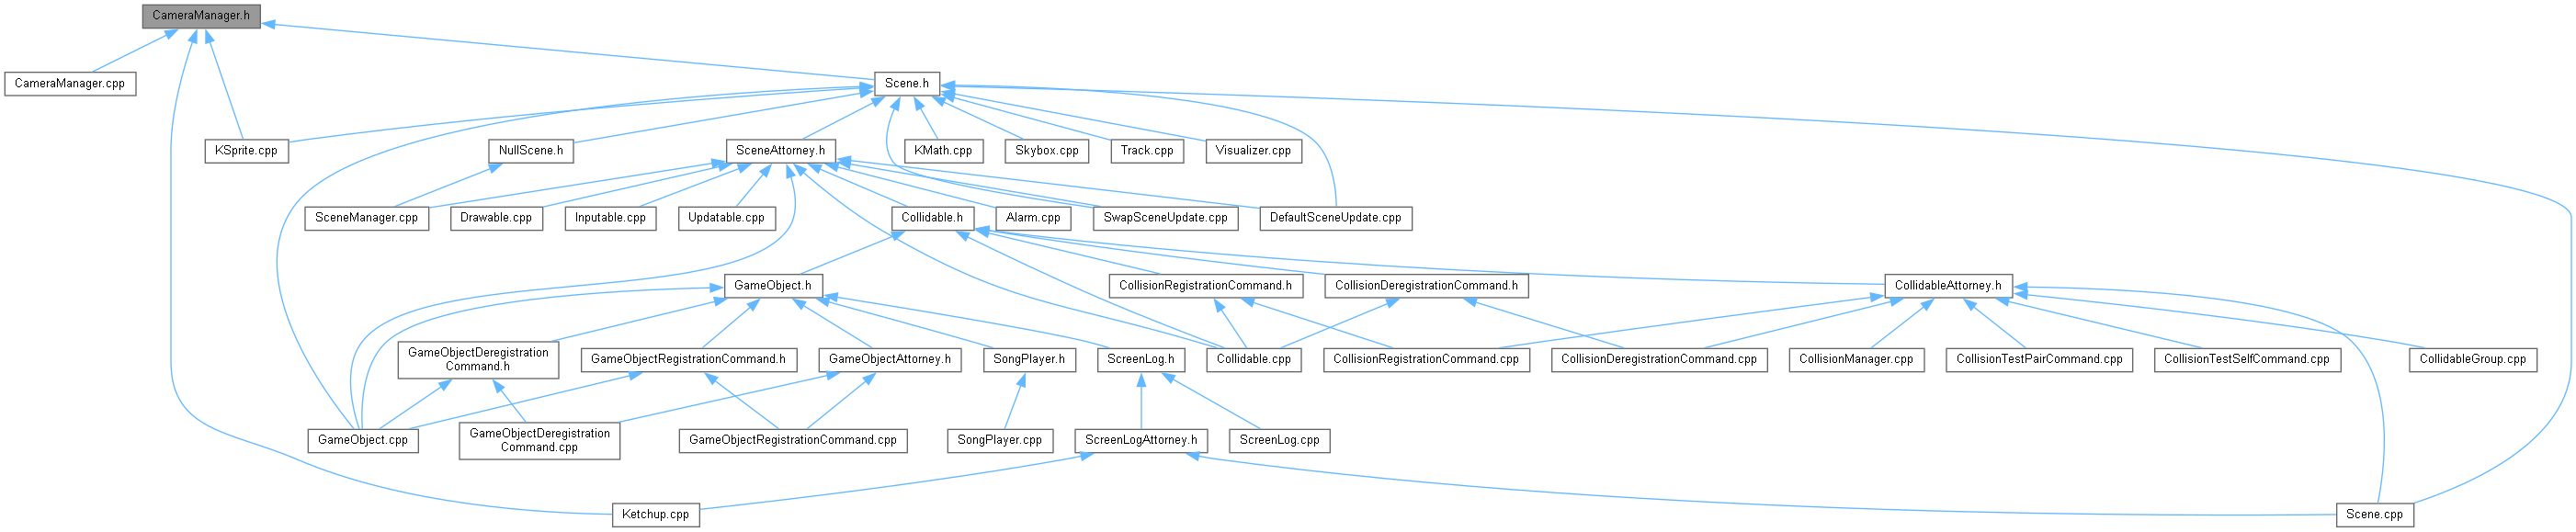 CameraManager.h
CameraManager.cpp
Scene.h
KSprite.cpp
NullScene.h
SceneAttorney.h
KMath.cpp
Skybox.cpp
Track.cpp
Visualizer.cpp
SceneManager.cpp
Drawable.cpp
Inputable.cpp
Updatable.cpp
Collidable.h
Alarm.cpp
SwapSceneUpdate.cpp
DefaultSceneUpdate.cpp
GameObject.h
CollisionRegistrationCommand.h
CollisionDeregistrationCommand.h
CollidableAttorney.h
GameObjectDeregistration
Command.h
GameObjectRegistrationCommand.h
GameObjectAttorney.h
SongPlayer.h
ScreenLog.h
Collidable.cpp
CollisionRegistrationCommand.cpp
CollisionDeregistrationCommand.cpp
CollisionManager.cpp
CollisionTestPairCommand.cpp
CollisionTestSelfCommand.cpp
CollidableGroup.cpp
GameObject.cpp
GameObjectDeregistration
Command.cpp
GameObjectRegistrationCommand.cpp
SongPlayer.cpp
ScreenLogAttorney.h
ScreenLog.cpp
Ketchup.cpp
Scene.cpp